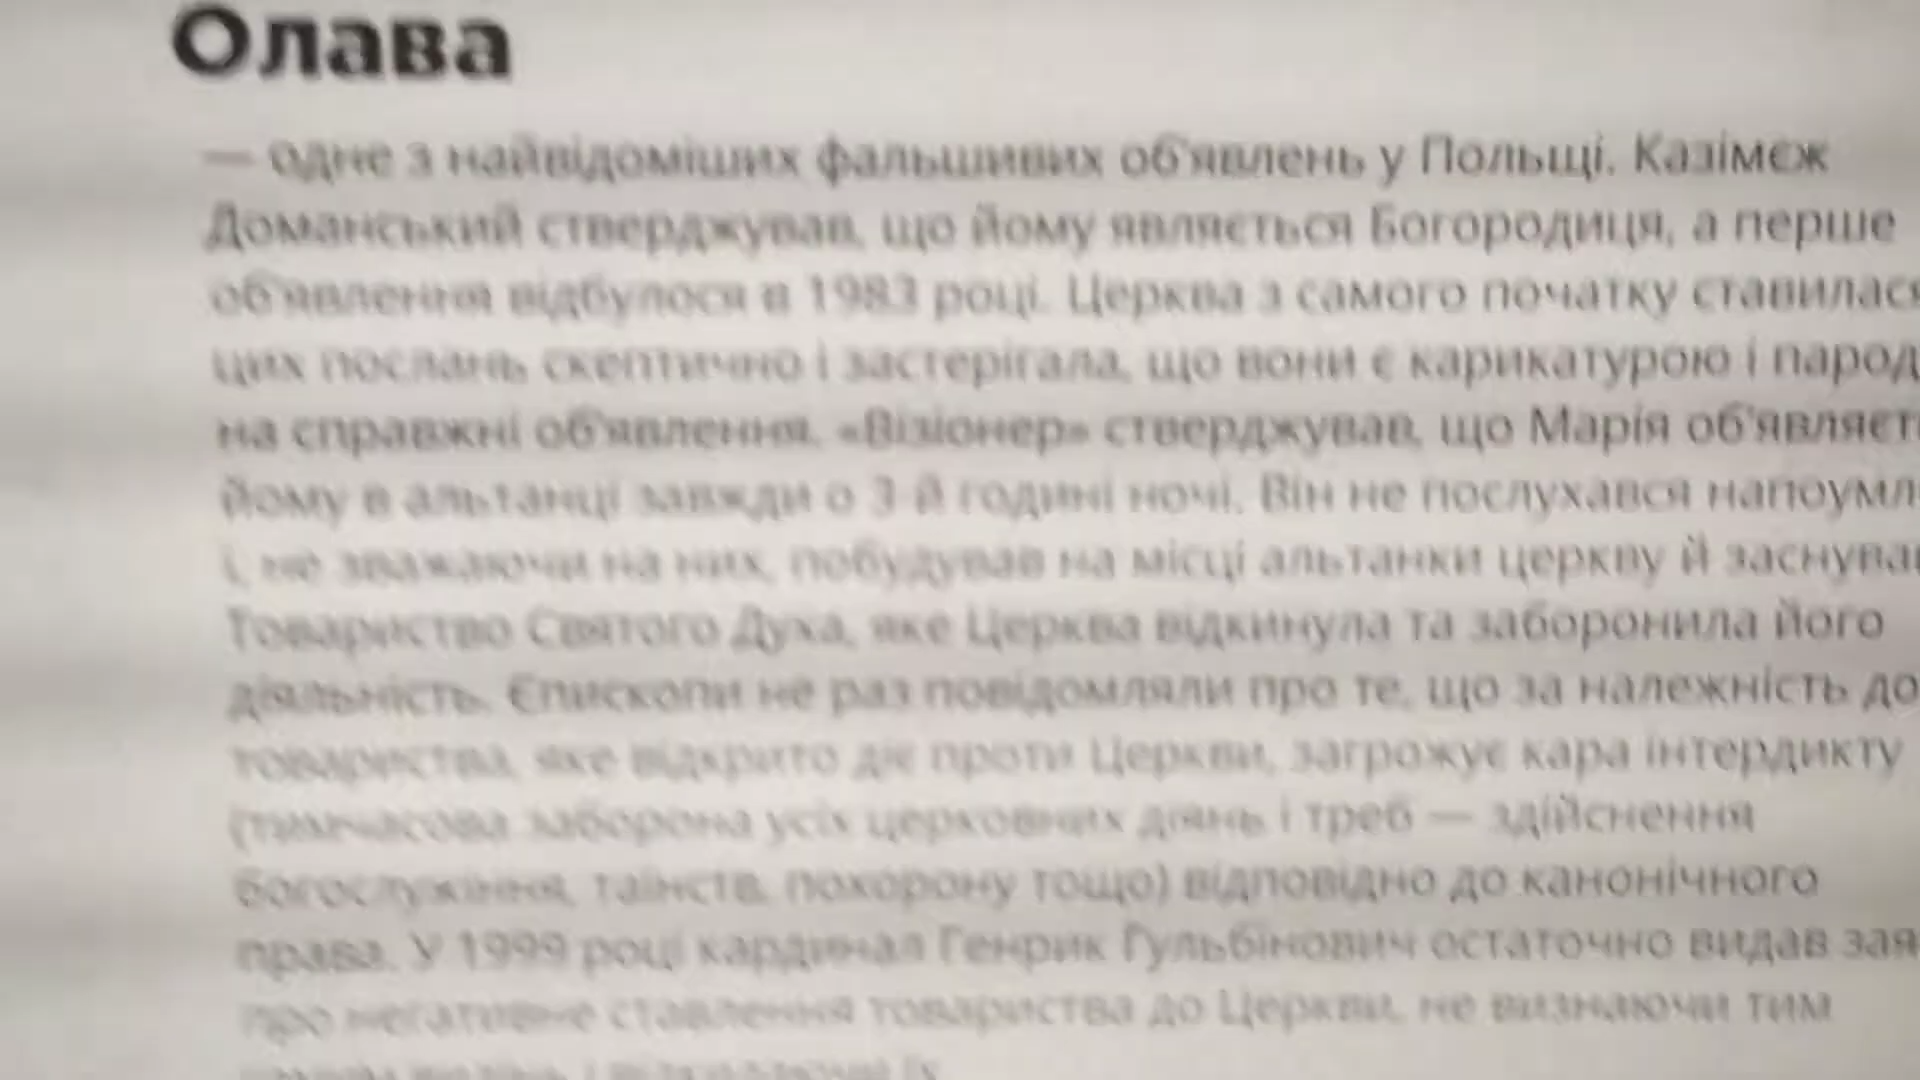 Олава
— одне з найвідоміших фальшивих об'явлень у Польщі. Казімєж
Доманський стверджував, що йому являється Богородиця, а перше
об'явлення відбулося в 1983 році. Церква з самого початку ставилася
цих послань скептично і застерігала, що вони є карикатурою і парод
на справжні об'явлення. «Візіонер» стверджував, що Марія об'являєт
йому в альтанці завжди о 3-й годині ночі. Він не послухався напоумл
і, не зважаючи на них, побудував на місці альтанки церкву й заснував
Товариство Святого Духа, яке Церква відкинула та заборонила його
діяльність. Єпископи не раз повідомляли про те, що за належність до
товариства, яке відкрито діє проти Церкви, загрожує кара інтердикту
(тимчасова заборона усіх церковних діянь і треб — здійснення
богослужіння, таїнств, похорону тощо) відповідно до канонічного
права. У 1999 році кардинал Генрик Гульбінович остаточно видав зая
про негативне ставлення товариства до Церкви, не визнаючи тим